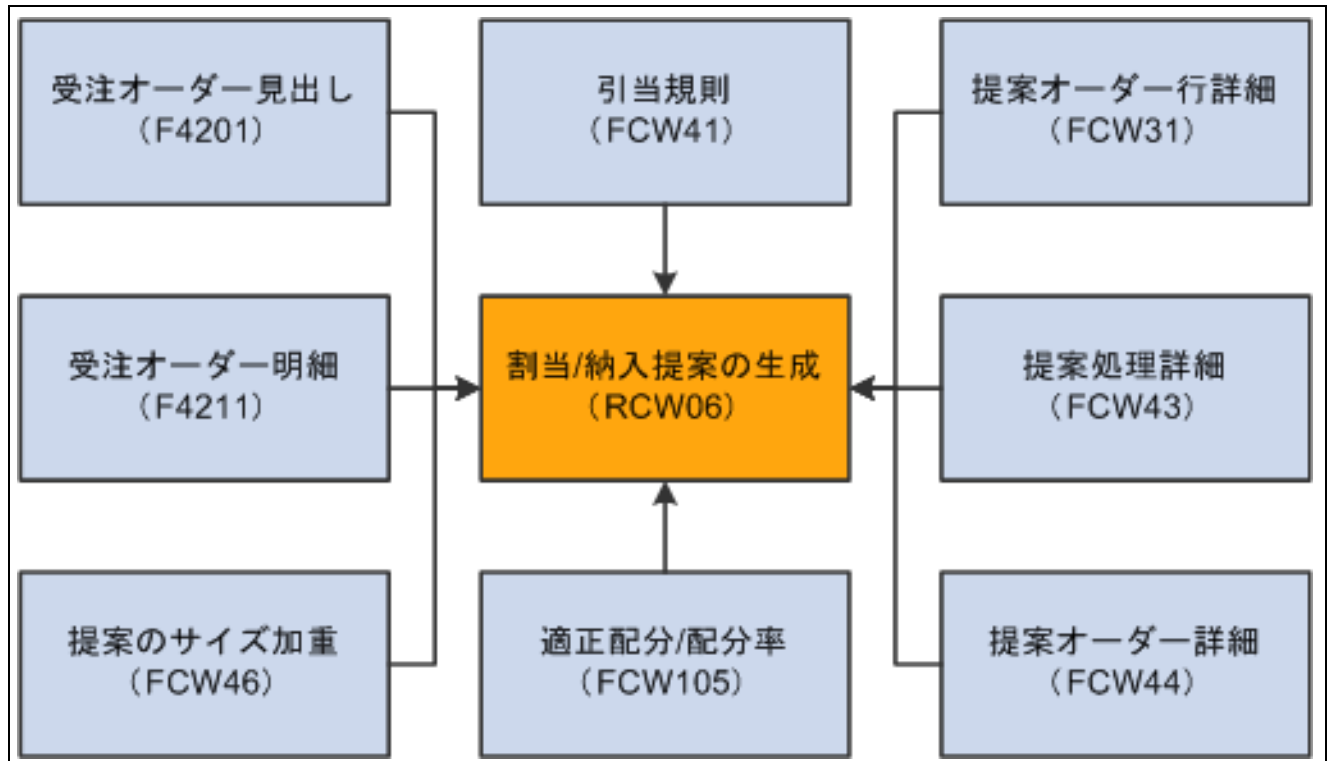 受注オーダー見出し
（F4201）
引当規則
（FCW41）
提案オーダー行詳細
（FCW31）
受注オーダー明細
（F4211）
割当/納入提案の生成
（RCW06）
提案処理詳細
（FCW43）
提案のサイズ加重
（FCW46）
適正配分/配分率
（FCW105）
提案オーダー詳細
（FCW44）